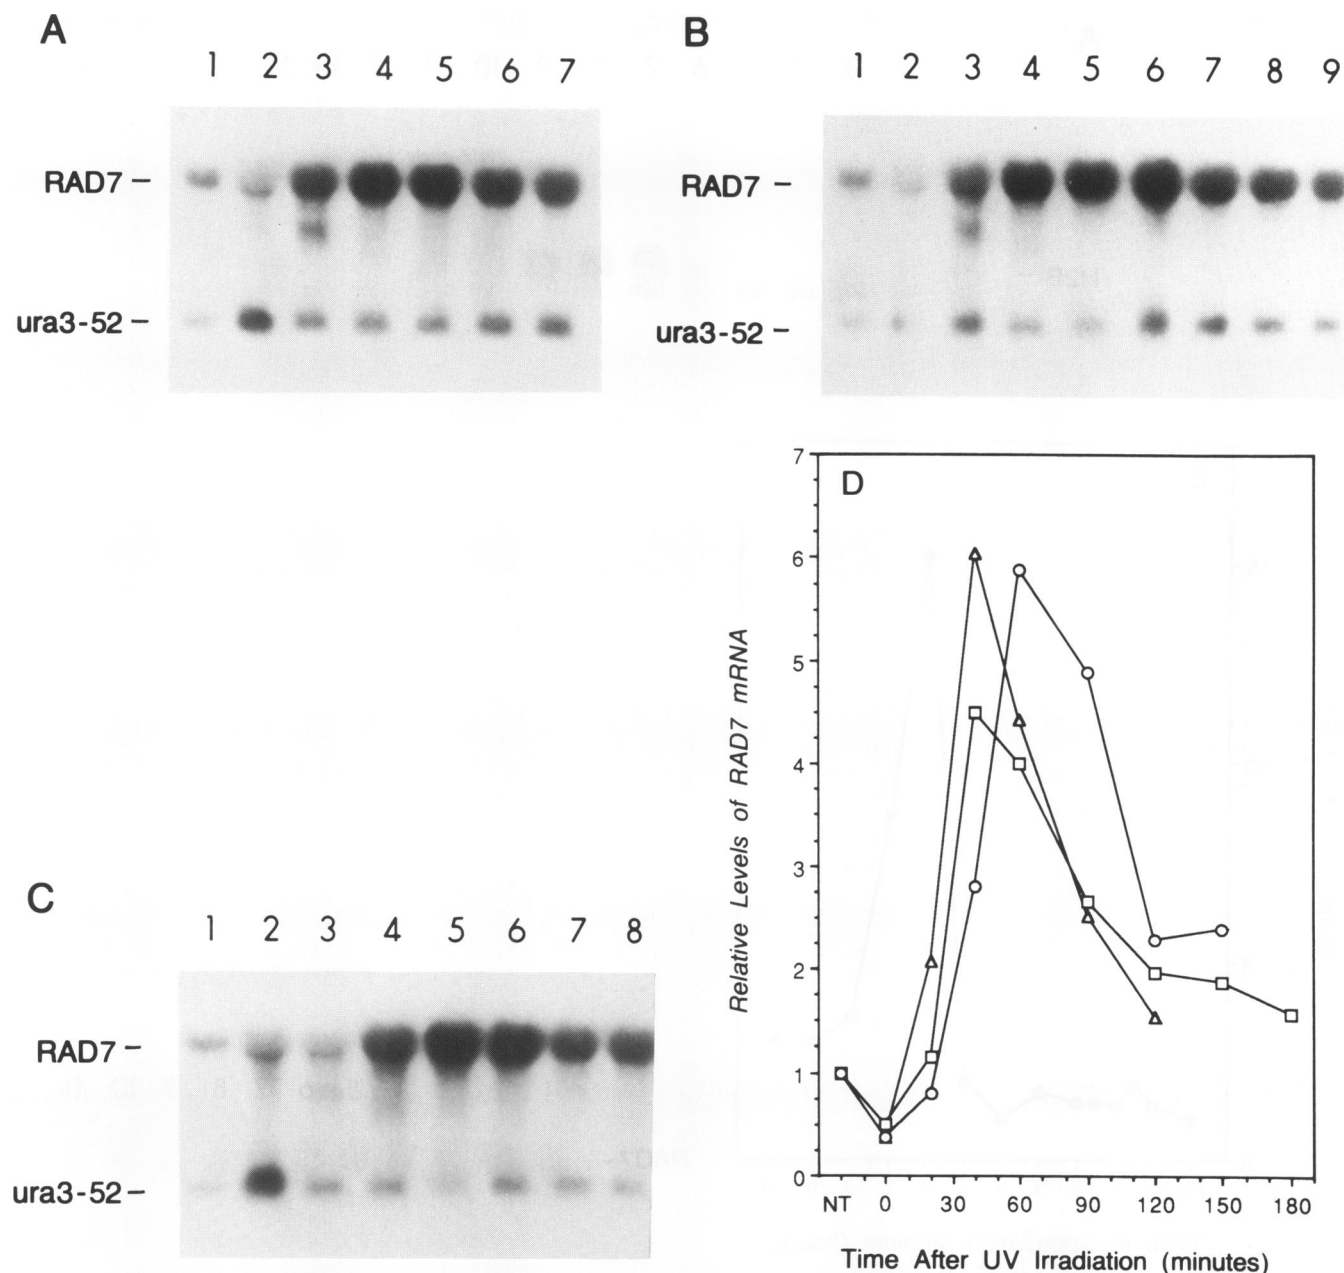 A
1 2 3 4 5 6 7
RAD7 –
ura3-52 –
B
1 2 3 4 5 6 7 8 9
RAD7 –
ura3-52 –
C
1 2 3 4 5 6 7 8
RAD7 –
ura3-52 –
D
7
6
5
4
3
2
1
0
Relative Levels of RAD7 mRNA
NT 0 30 60 90 120 150 180
Time After UV Irradiation (minutes)